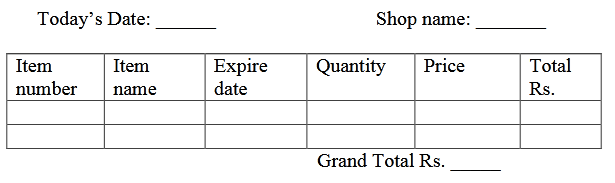 Today’s Date: ______ Shop name: _______
Item number Item name Expire date Quantity Price Total Rs.
Grand Total Rs. _____